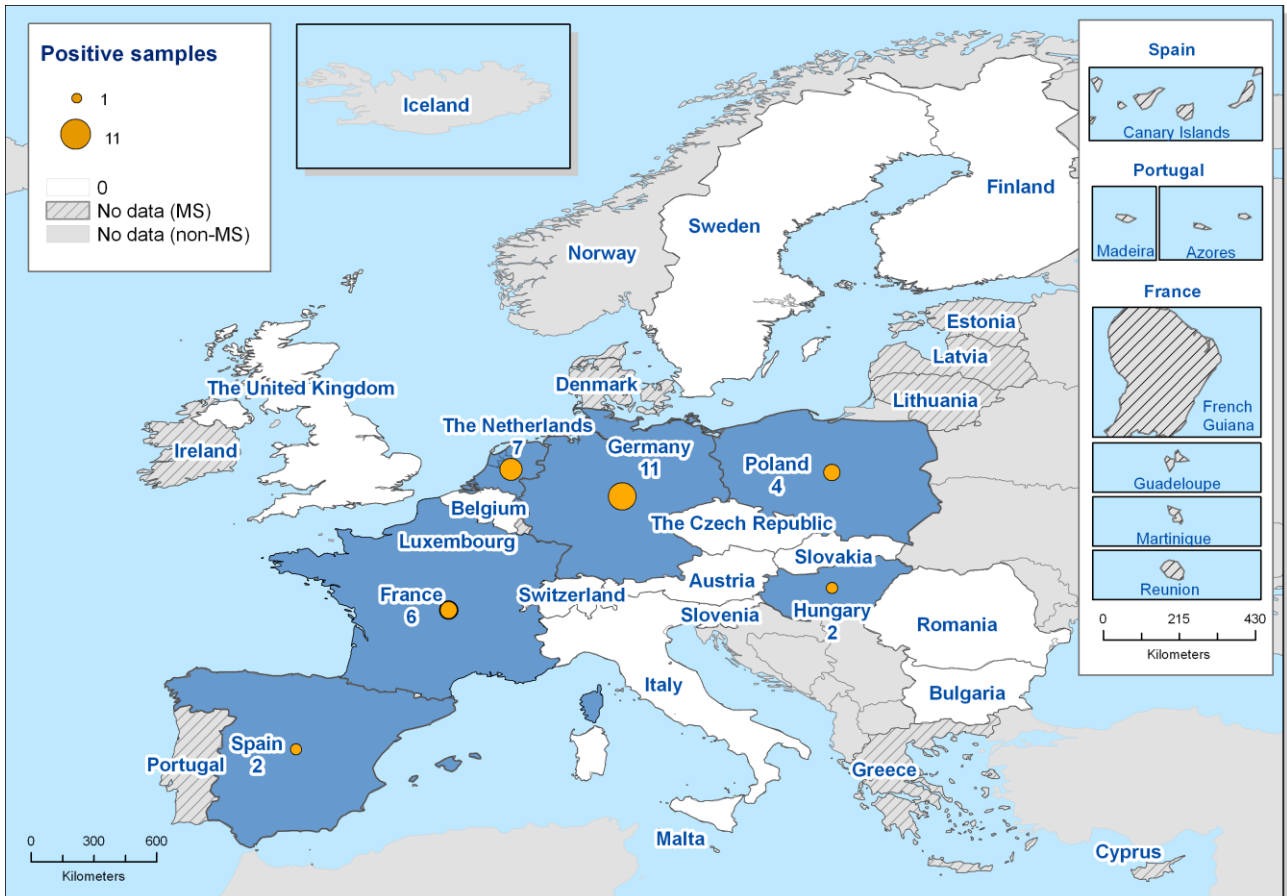 Positive samples
1
11
0
No data (MS)
No data (non-MS)
Iceland
Norway
Sweden
Finland
Estonia
Latvia
Lithuania
Denmark
The United Kingdom
Ireland
The Netherlands
7
Germany
11
Poland
4
Belgium
Luxembourg
The Czech Republic
Slovakia
France
6
Switzerland
Austria
Slovenia
Hungary
2
Romania
Bulgaria
Italy
Spain
2
Portugal
Greece
Malta
Cyprus
0 300 600
Kilometers
Spain
Canary Islands
Portugal
Madeira
Azores
France
French
Guiana
Guadeloupe
Martinique
Reunion
0 215 430
Kilometers